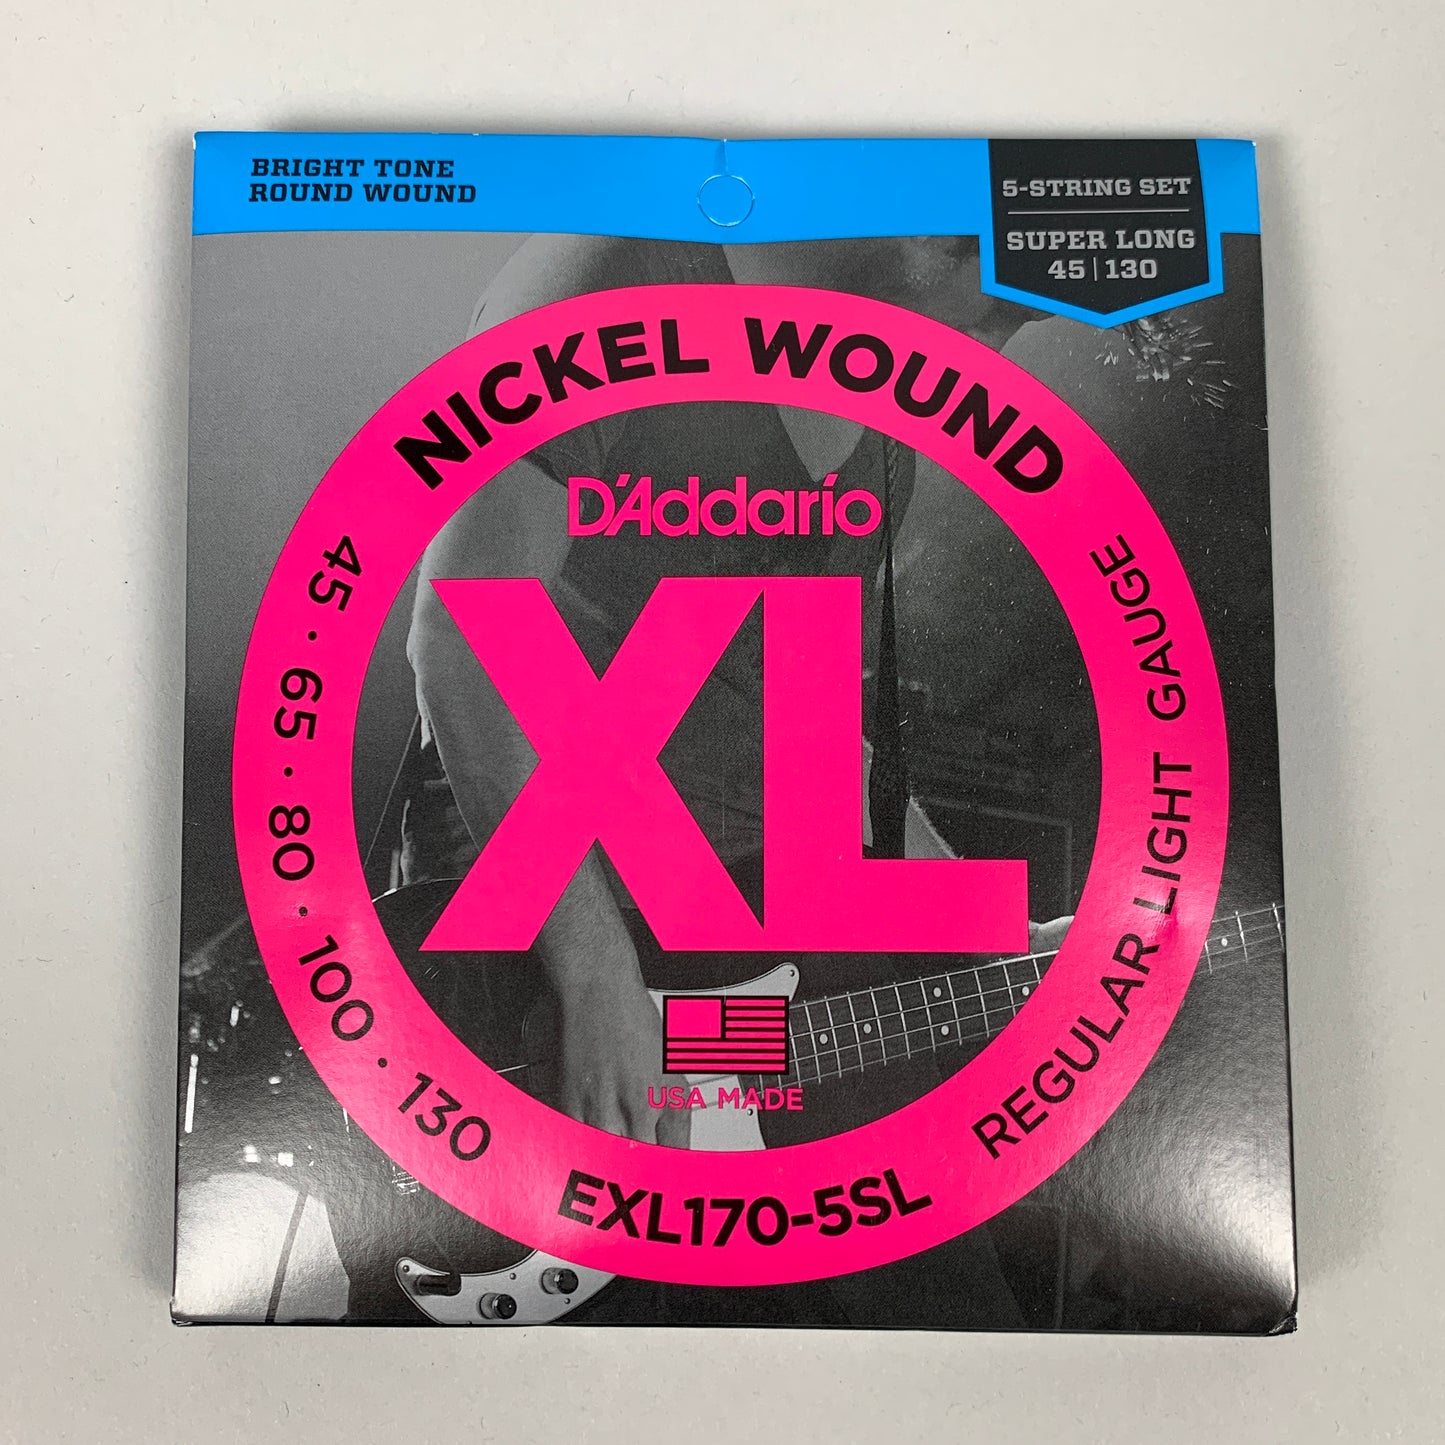 BRIGHT TONE
ROUND WOUND
5-STRING SET
SUPER LONG
45|130
NICKEL WOUND
D'Addario
XL
45 · 65 · 80 · 100 · 130
REGULAR LIGHT GAUGE
USA MADE
EXL170-5SL